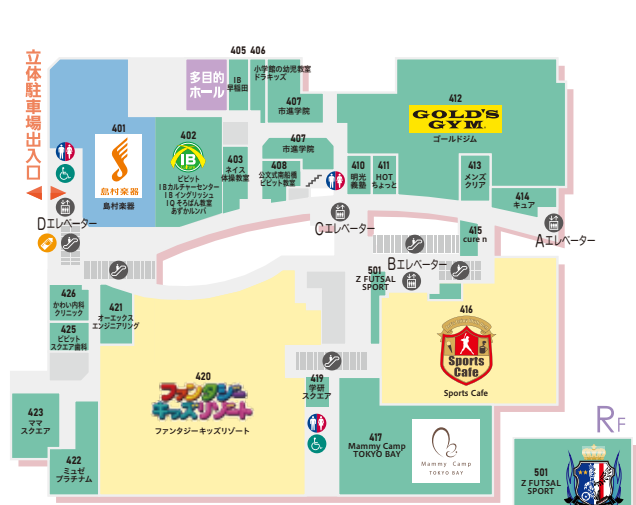 立体駐車場出入口
多目的
ホール
405
IB
早稲田
406
小学館の幼児教室
ドラキッズ
407
市進学院
407
市進学院
401
島村楽器
島村楽器
402
IB
ビビット
IBカルチャーセンター
IB イングリッシュ
IQ そろばん教室
あずかルンバ
403
ネイス
体操教室
408
公文式南船橋
ビビット教室
410
明光
義塾
411
HOT
ちょっと
412
GOLD'S
GYM
ゴールドジム
413
メンズ
クリア
414
キュア
415
cure n
Dエレベーター
Cエレベーター
Bエレベーター
Aエレベーター
501
Z FUTSAL
SPORT
426
かわい内科
クリニック
425
ビビット
スクエア歯科
421
オーエックス
エンジニアリング
420
ファンタジー
キッズリゾート
ファンタジーキッズリゾート
416
Sports
Cafe
Sports Cafe
419
学研
スクエア
417
Mammy Camp
TOKYO BAY
Mammy Camp
TOKYO BAY
423
ママ
スクエア
422
ミュゼ
プラチナム
RF
501
Z FUTSAL
SPORT